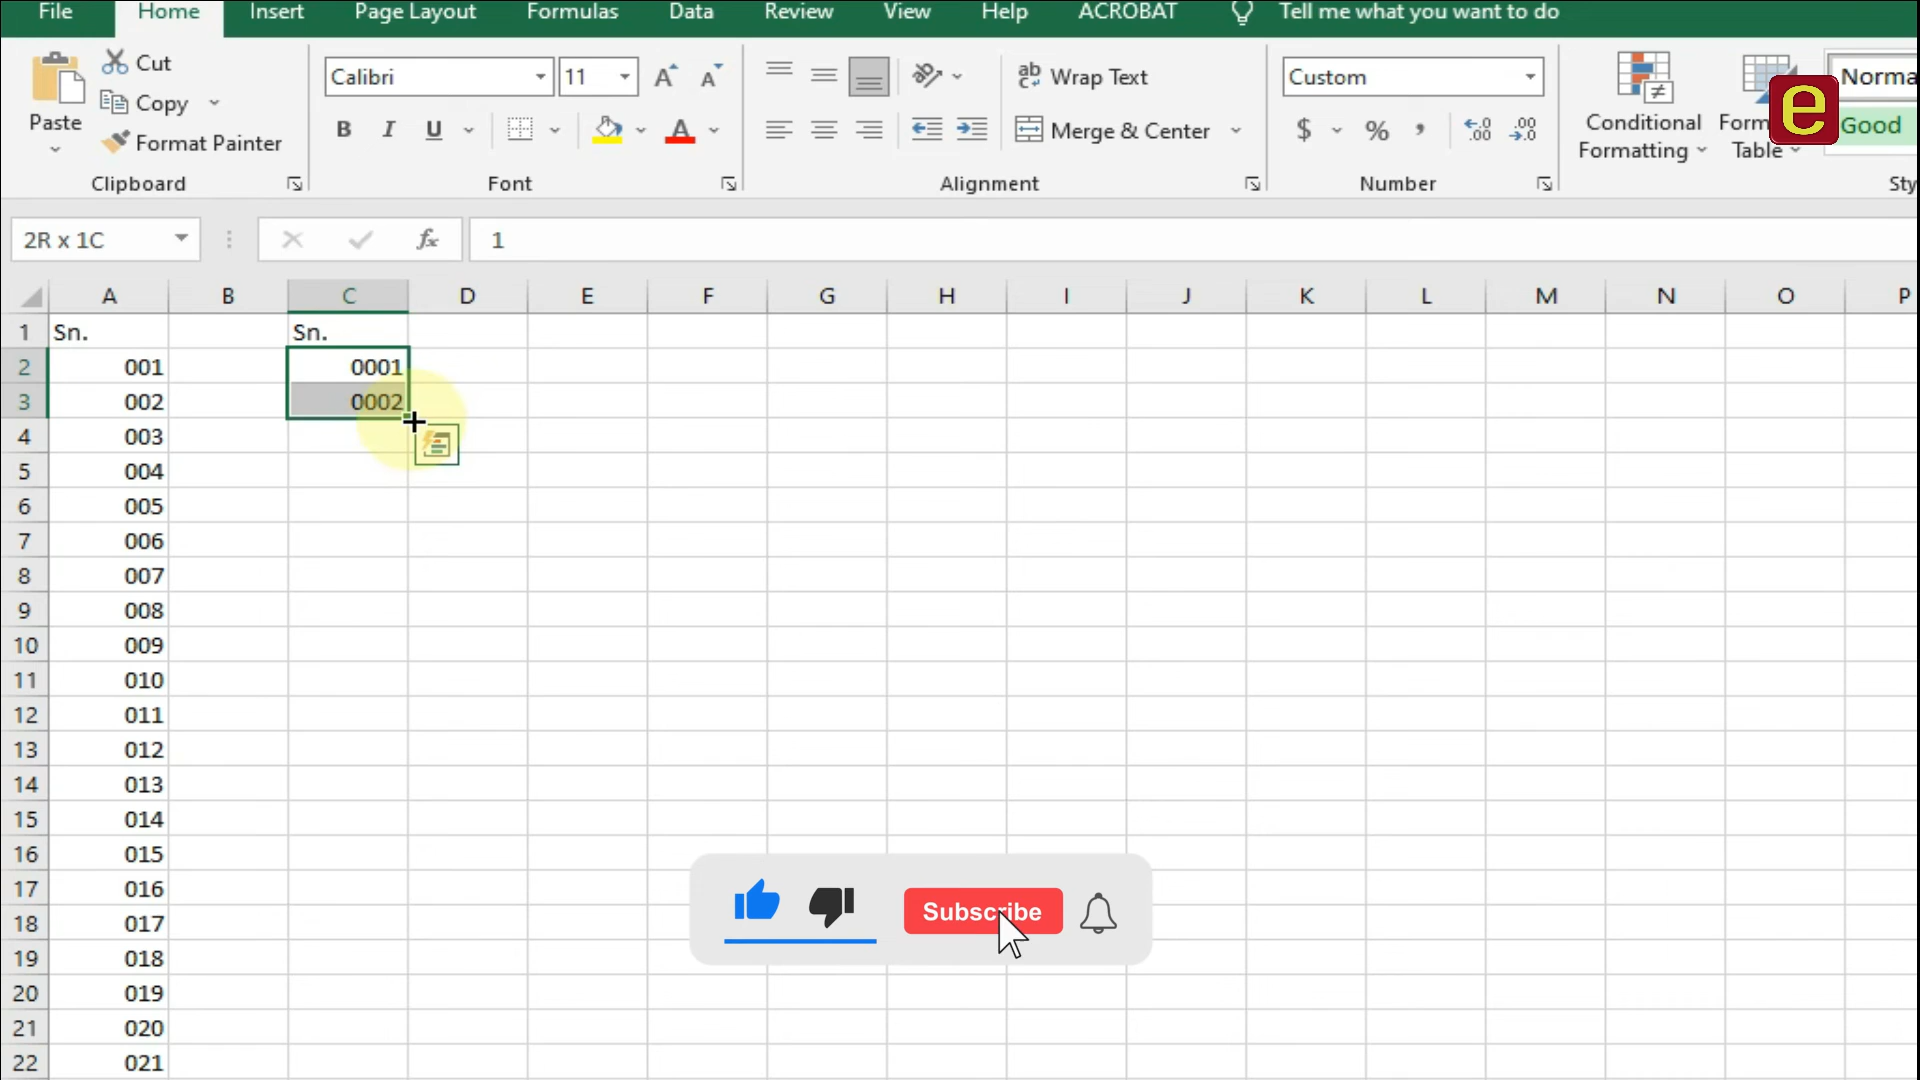 File Home Insert Page Layout Formulas Data Review View Help ACROBAT Tell me what you want to do
Cut
Copy
Format Painter
Paste
Clipboard
Calibri 11
A A
B I U A
Font
Wrap Text
Merge & Center
Alignment
Custom
$ % , .00 .00
Number
Conditional
Formatting
Table
e
Good
2R x 1C fx 1
A B C D E F G H I J K L M N O P
1 Sn. Sn.
2 001 0001
3 002 0002
4 003
5 004
6 005
7 006
8 007
9 008
10 009
11 010
12 011
13 012
14 013
15 014
16 015
17 016
18 017
19 018
20 019
21 020
22 021
Subscribe